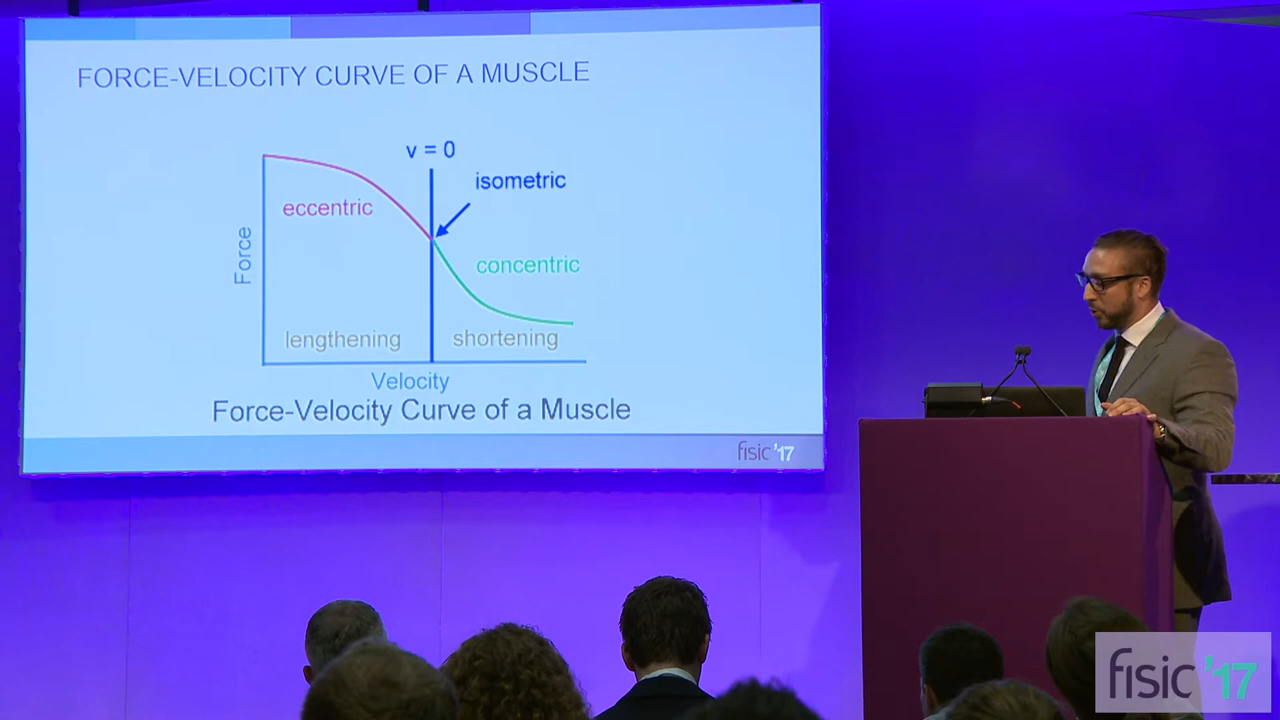 FORCE-VELOCITY CURVE OF A MUSCLE
v = 0
isometric
eccentric
Force
concentric
lengthening
shortening
Velocity
Force-Velocity Curve of a Muscle
fisic '17
fisic '17